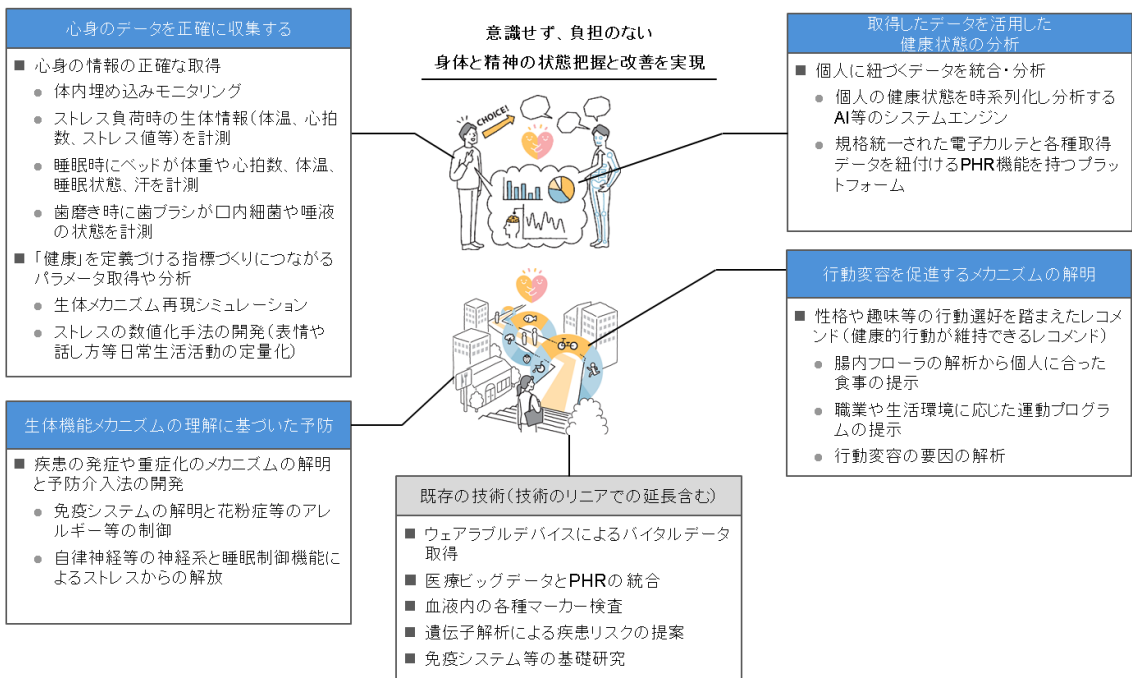 心身のデータを正確に収集する
■ 心身の情報の正確な取得
● 体内埋め込みモニタリング
● ストレス負荷時の生体情報(体温、心拍
数、ストレス値等)を計測
● 睡眠時にベッドが体重や心拍数、体温、
睡眠状態、汗を計測
● 歯磨き時に歯ブラシが口内細菌や唾液
の状態を計測
■ 「健康」を定義づける指標づくりにつながる
パラメータ取得や分析
● 生体メカニズム再現シミュレーション
● ストレスの数値化手法の開発(表情や
話し方等日常生活活動の定量化)
意識せず、負担のない
身体と精神の状態把握と改善を実現
CHOICE!
取得したデータを活用した
健康状態の分析
■ 個人に紐づくデータを統合・分析
● 個人の健康状態を時系列化し分析する
AI等のシステムエンジン
● 規格統一された電子カルテと各種取得
データを紐付けるPHR機能を持つプラッ
トフォーム
行動変容を促進するメカニズムの解明
■ 性格や趣味等の行動選好を踏まえたレコメ
ンド(健康的行動が維持できるレコメンド)
● 腸内フローラの解析から個人に合った
食事の提示
● 職業や生活環境に応じた運動プログラ
ムの提示
● 行動変容の要因の解析
生体機能メカニズムの理解に基づいた予防
■ 疾患の発症や重症化のメカニズムの解明
と予防介入法の開発
● 免疫システムの解明と花粉症等のアレ
ルギー等の制御
● 自律神経等の神経系と睡眠制御機能に
よるストレスからの解放
既存の技術(技術のリニアでの延長含む)
■ ウェアラブルデバイスによるバイタルデータ
取得
■ 医療ビッグデータとPHRの統合
■ 血液内の各種マーカー検査
■ 遺伝子解析による疾患リスクの提案
■ 免疫システム等の基礎研究